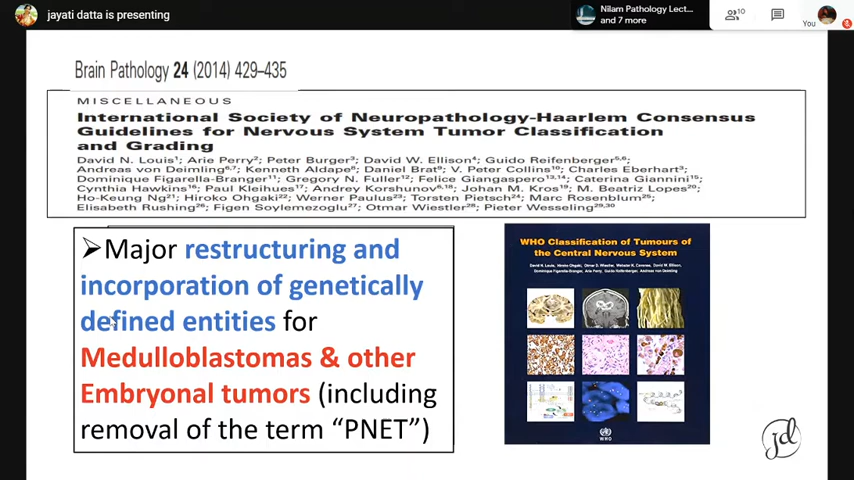 jayati datta is presenting
Nilam Pathology Lect...
and 7 more
10
You
Brain Pathology 24 (2014) 429–435
MISCELLANEOUS
International Society of Neuropathology-Haarlem Consensus
Guidelines for Nervous System Tumor Classification
and Grading
David N. Louis1; Arie Perry2; Peter Burger3; David W. Ellison4; Guido Reifenberger5,6;
Andreas von Deimling6,7; Kenneth Aldape8; Daniel Brat9; V. Peter Collins10; Charles Eberhart3;
Dominique Figarella-Branger11; Gregory N. Fuller12; Felice Giangaspero13,14; Caterina Giannini15;
Cynthia Hawkins16; Paul Kleihues17; Andrey Korshunov6,18; Johan M. Kros19; M. Beatriz Lopes20;
Ho-Keung Ng21; Hiroko Ohgaki22; Werner Paulus23; Torsten Pietsch24; Marc Rosenblum25;
Elisabeth Rushing26; Figen Soylemezoglu27; Otmar Wiestler28; Pieter Wesseling29,30
➢Major restructuring and
incorporation of genetically
defined entities for
Medulloblastomas & other
Embryonal tumors (including
removal of the term “PNET”)
WHO Classification of Tumours of
the Central Nervous System
David N. Louis, Hiroko Ohgaki, Otmar D. Wiestler, Webster K. Cavenee, David W. Ellison,
Dominique Figarella-Branger, Arie Perry, Guido Reifenberger, Andreas von Deimling
WHO
jd